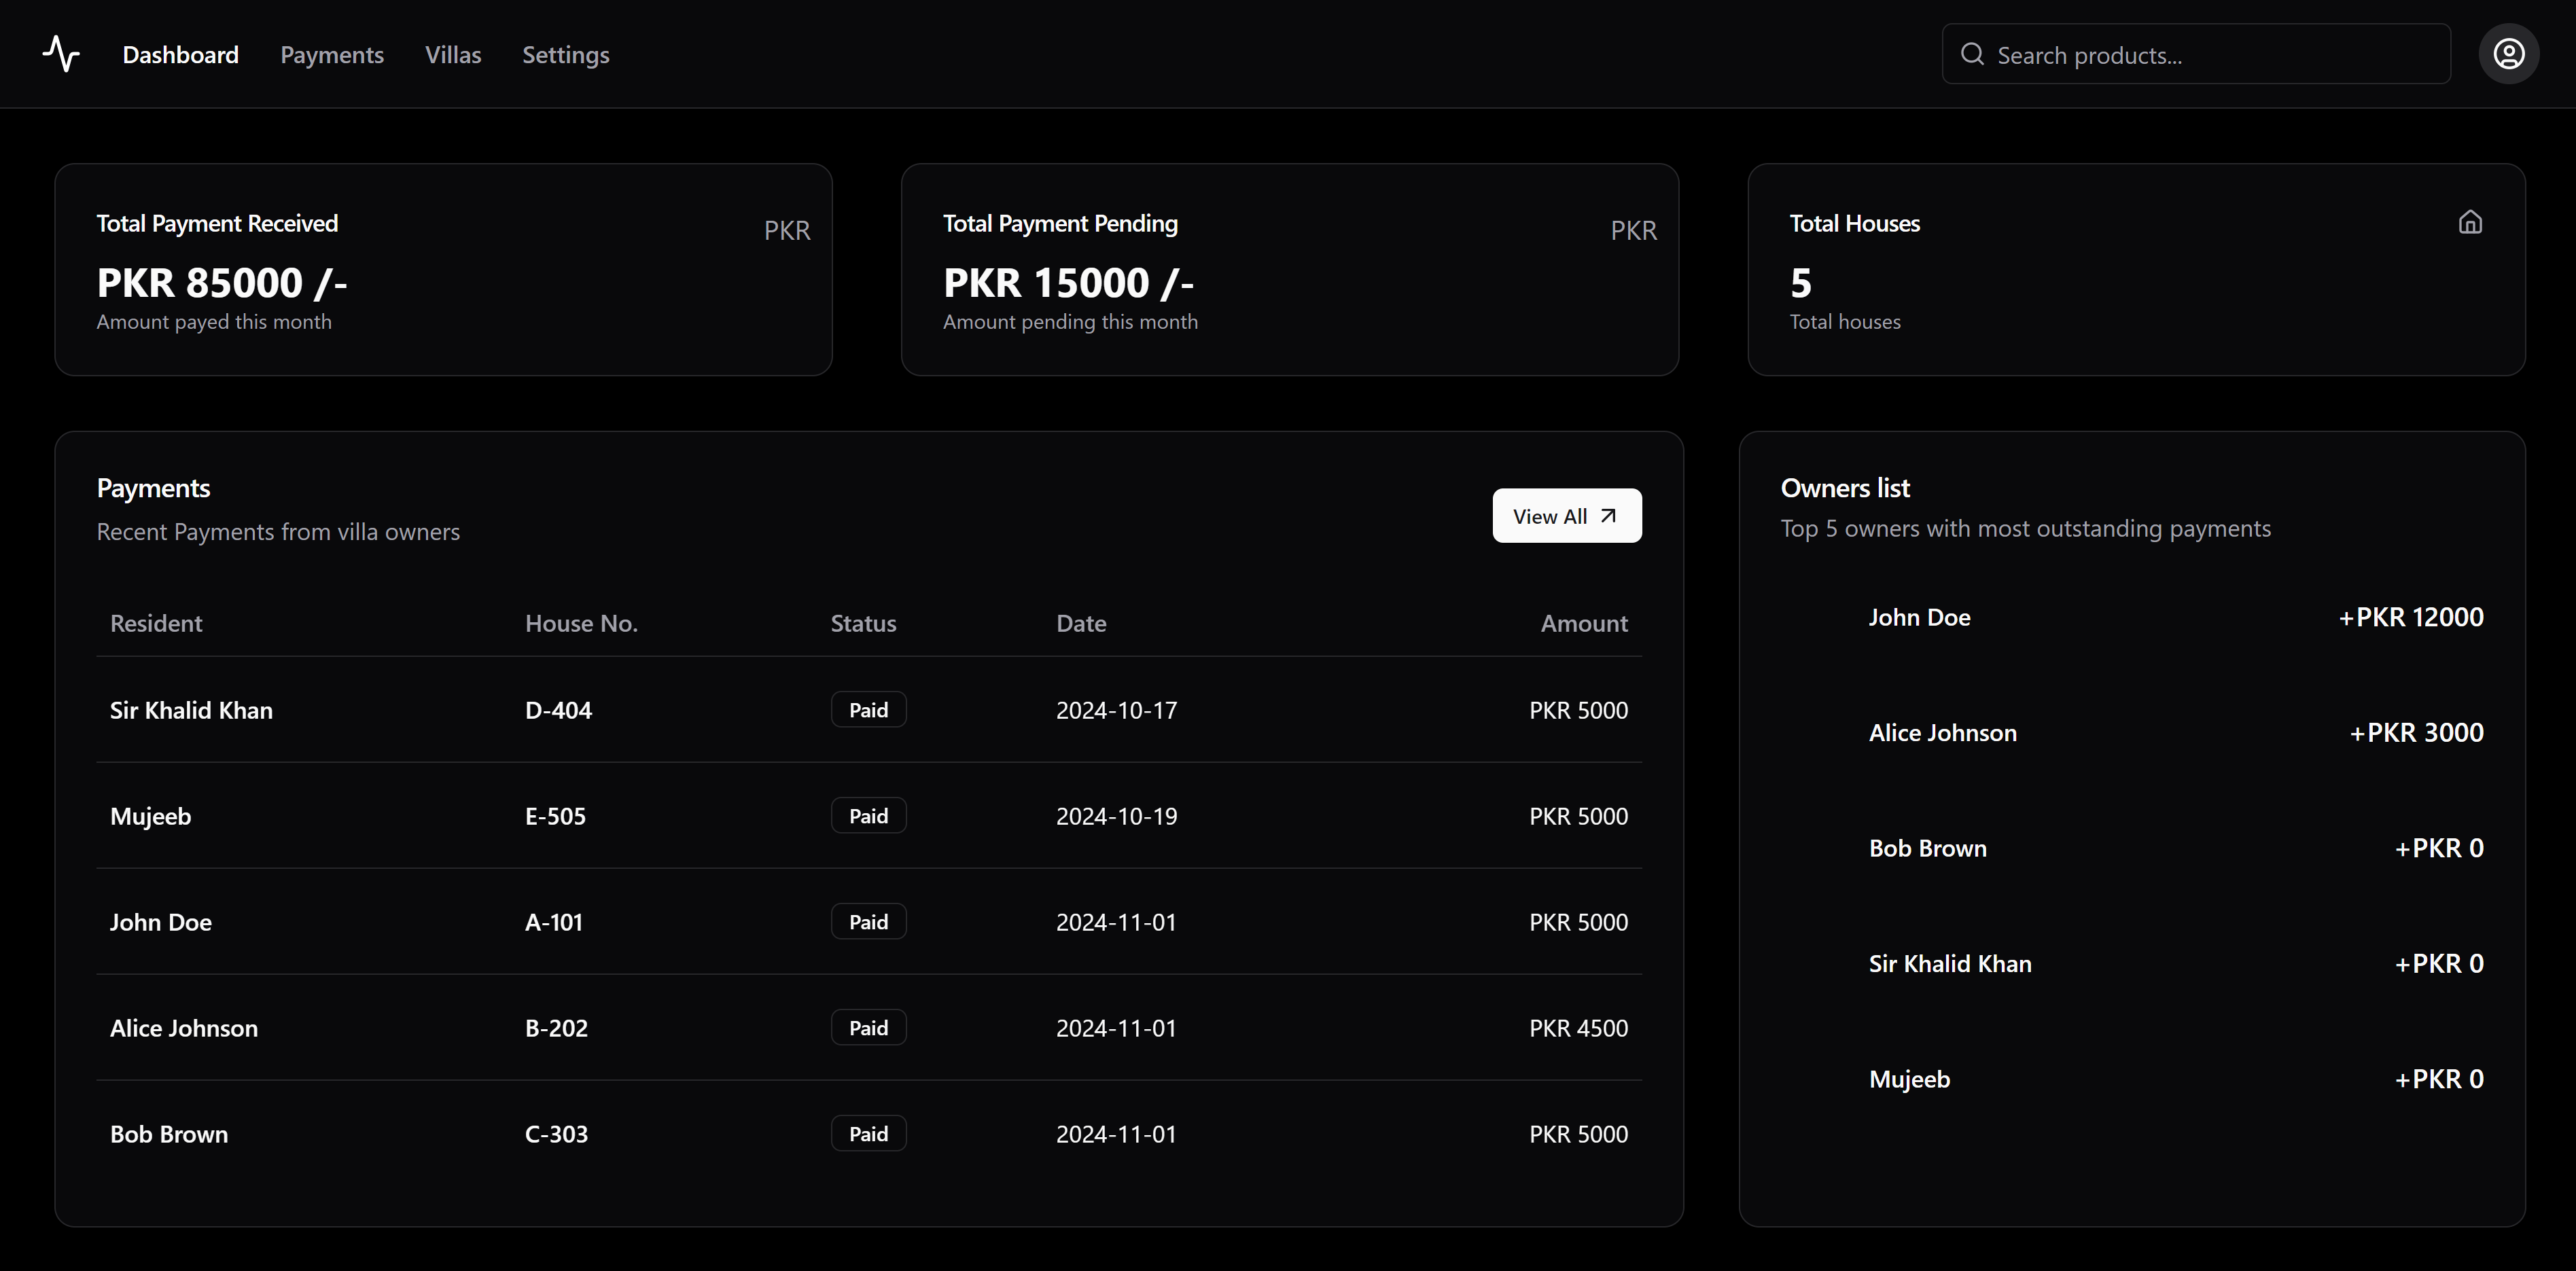 Dashboard Payments Villas Settings Search products...
Total Payment Received PKR
PKR 85000 /-
Amount payed this month
Total Payment Pending PKR
PKR 15000 /-
Amount pending this month
Total Houses
5
Total houses
Payments
Recent Payments from villa owners
View All
Resident House No. Status Date Amount
Sir Khalid Khan D-404 Paid 2024-10-17 PKR 5000
Mujeeb E-505 Paid 2024-10-19 PKR 5000
John Doe A-101 Paid 2024-11-01 PKR 5000
Alice Johnson B-202 Paid 2024-11-01 PKR 4500
Bob Brown C-303 Paid 2024-11-01 PKR 5000
Owners list
Top 5 owners with most outstanding payments
John Doe +PKR 12000
Alice Johnson +PKR 3000
Bob Brown +PKR 0
Sir Khalid Khan +PKR 0
Mujeeb +PKR 0